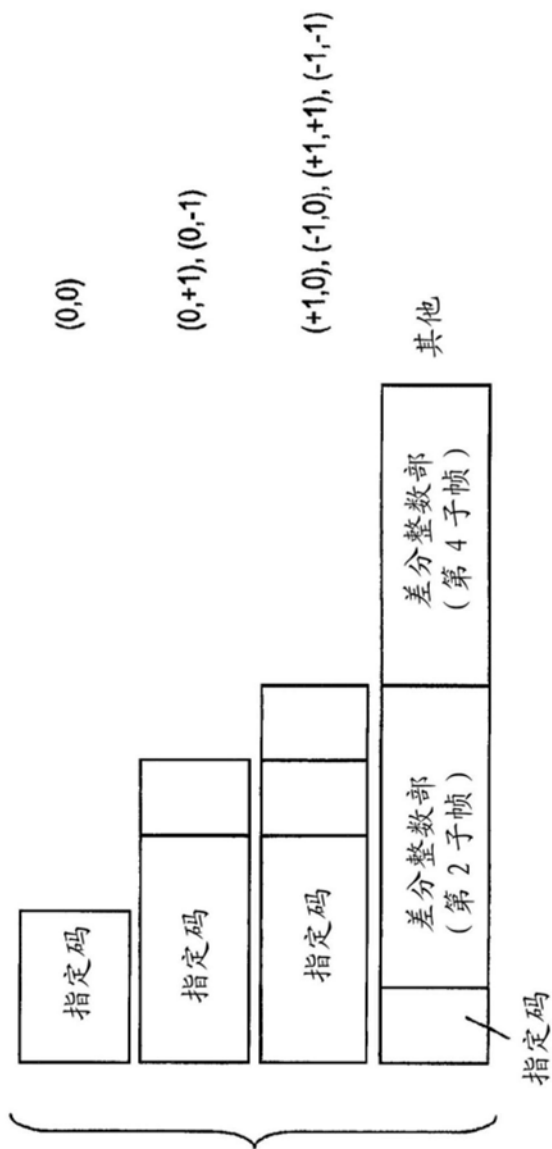 指定码
(0,0)
指定码
(0,+1), (0,-1)
指定码
(+1,0), (-1,0), (+1,+1), (-1,-1)
差分整数部
(第2子帧)
差分整数部
(第4子帧)
其他
指定码